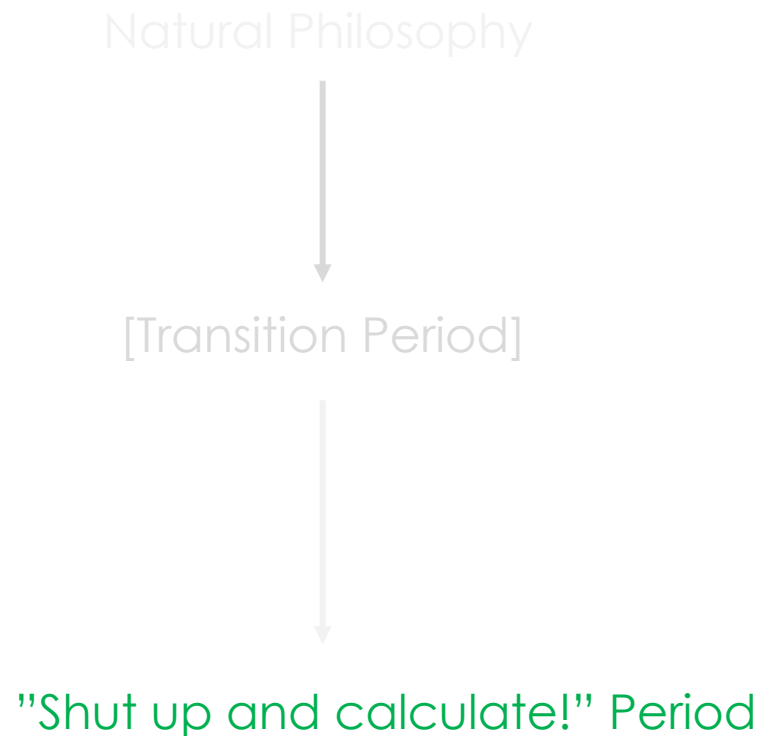 Natural Philosophy
[Transition Period]
”Shut up and calculate!” Period